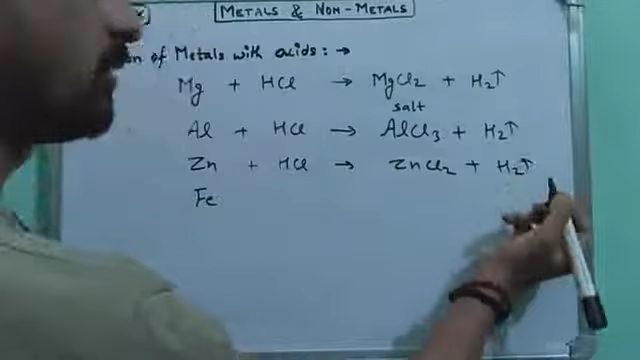 METALS & NON-METALS
of Metals with acids : →
Mg + HCl → MgCl₂ + H₂↑
salt
Al + HCl → AlCl₃ + H₂↑
Zn + HCl → ZnCl₂ + H₂↑
Fe